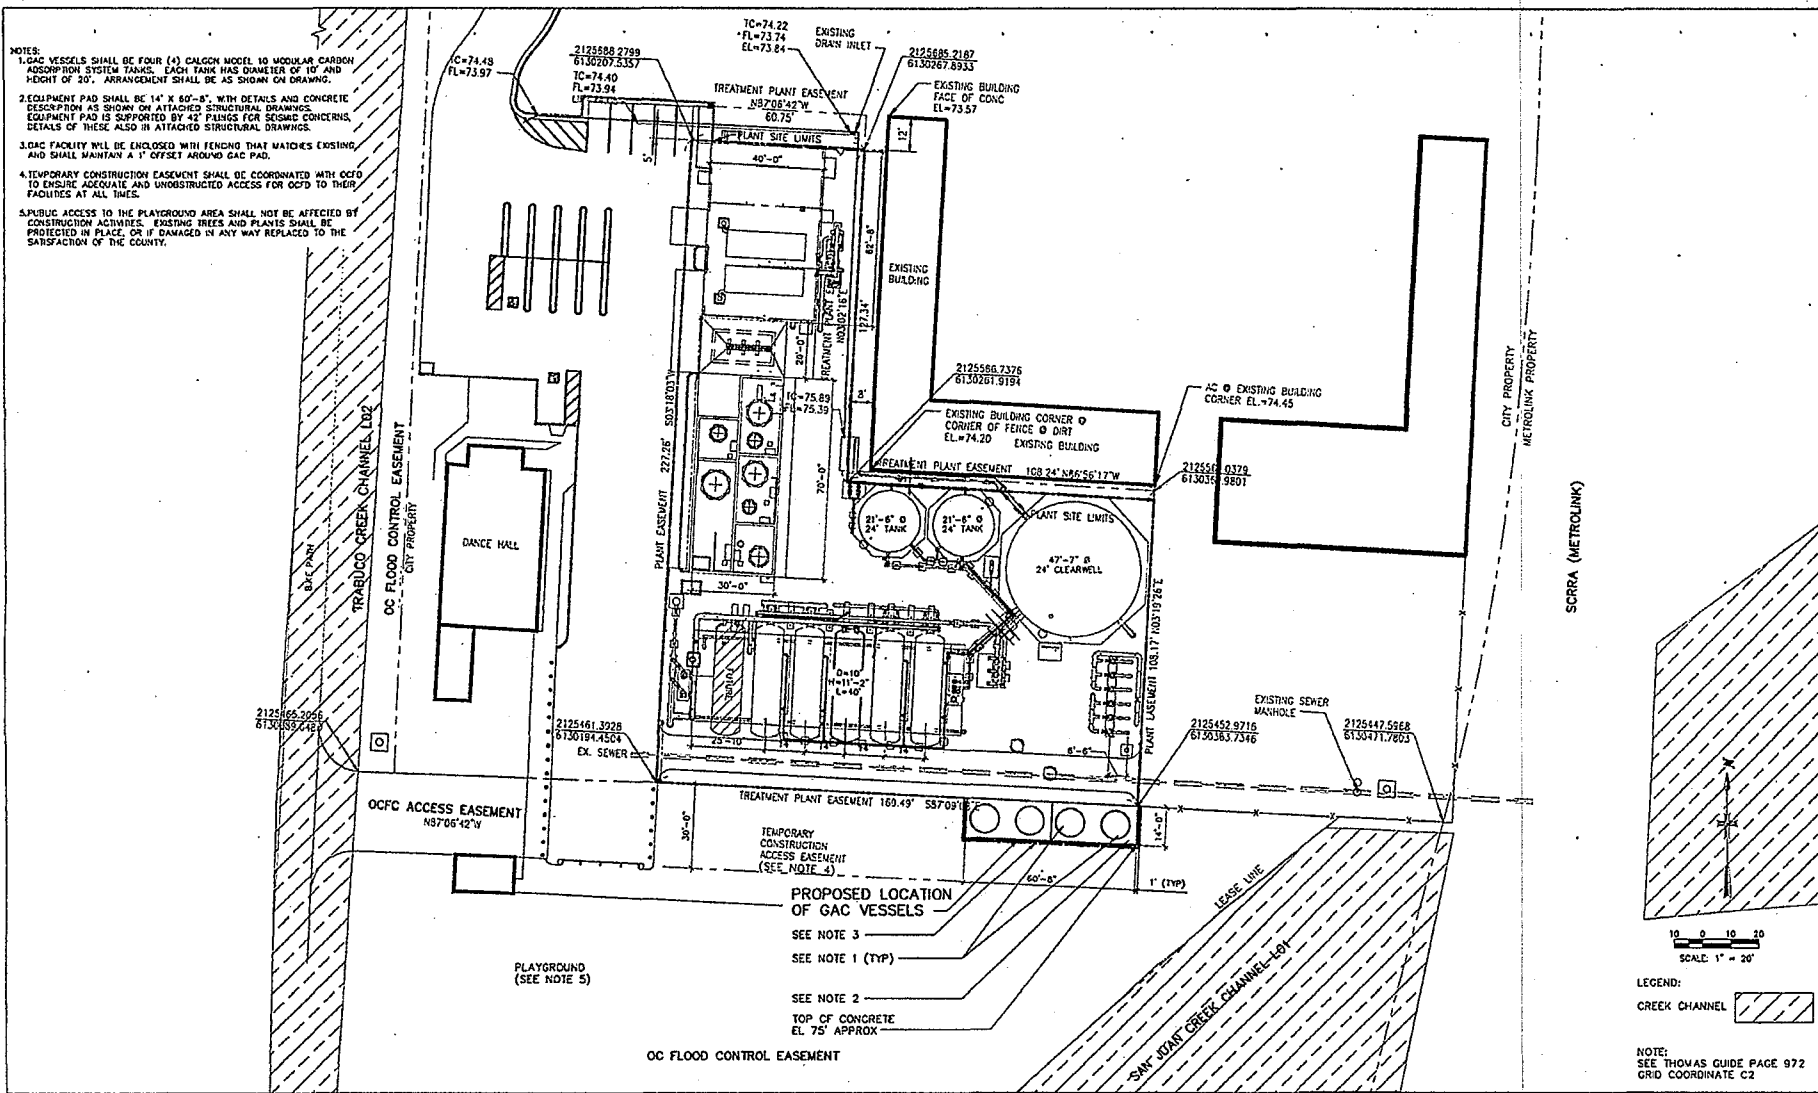 NOTES:
1. GAC VESSELS SHALL BE FOUR (4) CALGON MODEL 10 MODULAR CARBON
ADSORPTION SYSTEM TANKS. EACH TANK HAS DIAMETER OF 10' AND
HEIGHT OF 20'. ARRANGEMENT SHALL BE AS SHOWN ON DRAWNG.
2. EQUIPMENT PAD SHALL BE 14' X 60'-8", WITH DETAILS AND CONCRETE
DESCRIPTION AS SHOWN ON ATTACHED STRUCTURAL DRAWINGS.
EQUIPMENT PAD IS SUPPORTED BY 42' PILINGS FOR SEISMIC CONCERNS,
DETAILS OF THESE ALSO IN ATTACHED STRUCTURAL DRAWINGS.
3. GAC FACILITY WILL BE ENCLOSED WITH FENCING THAT MATCHES EXISTING,
AND SHALL MAINTAIN A 1' OFFSET AROUND GAC PAD.
4. TEMPORARY CONSTRUCTION EASEMENT SHALL BE COORDINATED WITH OCFD
TO ENSURE ADEQUATE AND UNOBSTRUCTED ACCESS FOR OCFD TO THEIR
FACILITIES AT ALL TIMES.
5. PUBLIC ACCESS TO THE PLAYGROUND AREA SHALL NOT BE AFFECTED BY
CONSTRUCTION ACTIVITIES. EXISTING TREES AND PLANTS SHALL BE
PROTECTED IN PLACE, OR IF DAMAGED IN ANY WAY REPLACED TO THE
SATISFACTION OF THE COUNTY.
TC=74.48
FL=73.97
2125688.2799
6130207.5357
TC=74.40
FL=73.94
TC=74.22
FL=73.74
EL=73.84
EXISTING
DRAIN INLET
2125685.2187
6130267.8933
TREATMENT PLANT EASEMENT
N87°06'42"W
60.75'
EXISTING BUILDING
FACE OF CONC
EL=73.57
PLANT SITE LIMITS
12'
5'
40'-0"
62'-8"
127.34'
N03°02'16"E
TREATMENT PLANT
EXISTING
BUILDING
20'-0"
TC=75.89
FL=75.39
8'
2125566.7376
6130261.9194
EXISTING BUILDING CORNER @
CORNER OF FENCE @ DIRT
EL.=74.20
EXISTING BUILDING
AC @ EXISTING BUILDING
CORNER EL.=74.45
TREATMENT PLANT EASEMENT 108.24' N86°56'17"W
PLANT SITE LIMITS
21'-6" Ø
24' TANK
21'-6" Ø
24' TANK
47'-7" Ø
24' CLEARWELL
70'-0"
30'-0"
PLANT EASEMENT 227.26' S03°18'03"W
PLANT EASEMENT 108.17' N03°19'26"E
CITY PROPERTY
METROLINK PROPERTY
SCRRA (METROLINK)
BIKE PATH
TRABUCO CREEK CHANNEL L02
OC FLOOD CONTROL EASEMENT
CITY PROPERTY
DANCE HALL
FUTURE
D=10'
H=11'-2"
L=40'
25'-10"
14'
14'
14'
14'
6'-6"
2125461.3928
6130194.4504
EX. SEWER
2125452.9716
6130363.7346
EXISTING SEWER
MANHOLE
2125447.5968
6130471.7803
OCFC ACCESS EASEMENT
N87°06'42"W
TREATMENT PLANT EASEMENT 169.49'
30'-0"
14'-0"
TEMPORARY
CONSTRUCTION
ACCESS EASEMENT
(SEE NOTE 4)
60'-8"
1' (TYP)
PROPOSED LOCATION
OF GAC VESSELS
SEE NOTE 3
SEE NOTE 1 (TYP)
SEE NOTE 2
TOP OF CONCRETE
EL 75' APPROX
PLAYGROUND
(SEE NOTE 5)
OC FLOOD CONTROL EASEMENT
LEASE LINE
SAN JUAN CREEK CHANNEL L01
10 0 10 20
SCALE: 1" = 20'
LEGEND:
CREEK CHANNEL
NOTE:
SEE THOMAS GUIDE PAGE 972
GRID COORDINATE C2